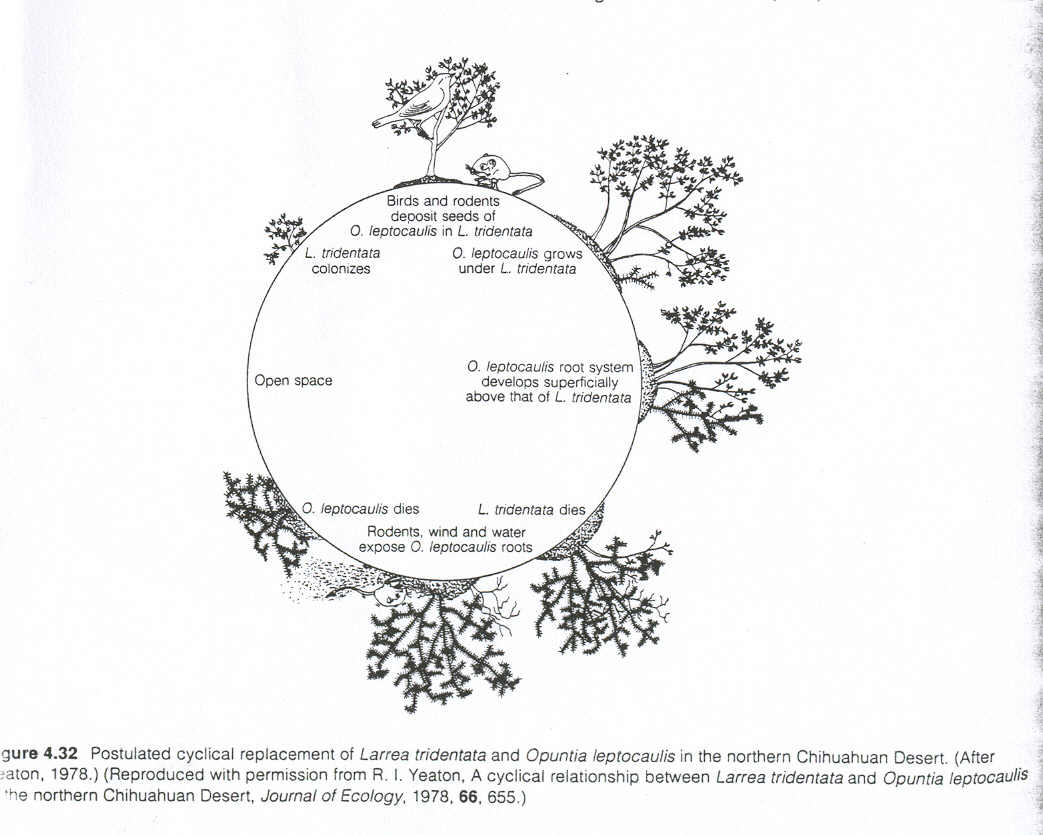 Birds and rodents
deposit seeds of
O. leptocaulis in L. tridentata
L. tridentata
colonizes
O. leptocaulis grows
under L. tridentata
Open space
O. leptocaulis root system
develops superficially
above that of L. tridentata
O. leptocaulis dies
L. tridentata dies
Rodents, wind and water
expose O. leptocaulis roots
gure 4.32 Postulated cyclical replacement of Larrea tridentata and Opuntia leptocaulis in the northern Chihuahuan Desert. (After
eaton, 1978.) (Reproduced with permission from R. I. Yeaton, A cyclical relationship between Larrea tridentata and Opuntia leptocaulis
the northern Chihuahuan Desert, Journal of Ecology, 1978, 66, 655.)